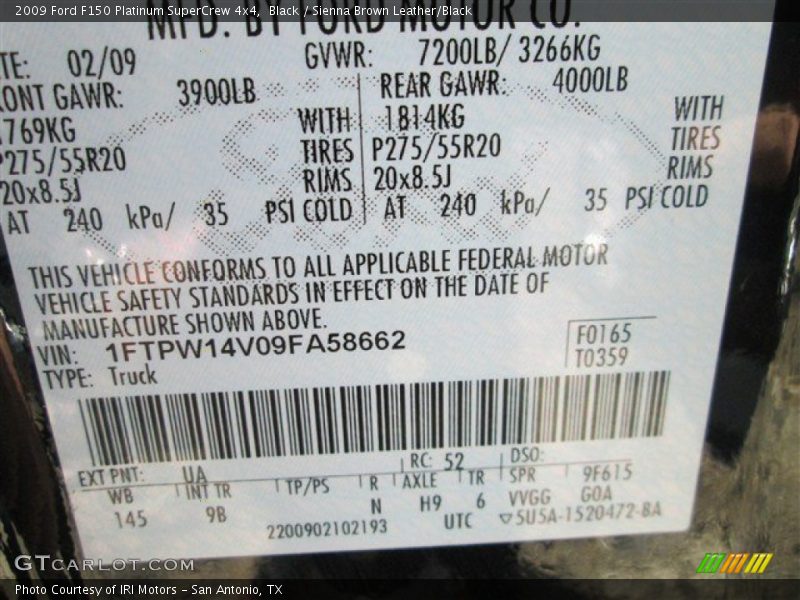 2009 Ford F150 Platinum SuperCrew 4x4, Black / Sienna Brown Leather/Black
MFD. BY FORD MOTOR CO.
TE: 02/09 GVWR: 7200LB/ 3266KG
ONT GAWR: 3900LB REAR GAWR: 4000LB
769KG WITH 1814KG WITH
P275/55R20 TIRES P275/55R20 TIRES
20x8.5J RIMS 20x8.5J RIMS
AT 240 kPa/ 35 PSI COLD AT 240 kPa/ 35 PSI COLD
THIS VEHICLE CONFORMS TO ALL APPLICABLE FEDERAL MOTOR
VEHICLE SAFETY STANDARDS IN EFFECT ON THE DATE OF
MANUFACTURE SHOWN ABOVE.
VIN: 1FTPW14V09FA58662 F0165
TYPE: Truck T0359
EXT PNT: UA RC: 52 DSO:
WB INT TR TP/PS R AXLE TR SPR 9F615
145 9B N H9 6 VVGG GOA
2200902102193 UTC ▽5U5A-1520472-BA
GTCARLOT.COM
Photo Courtesy of IRI Motors – San Antonio, TX